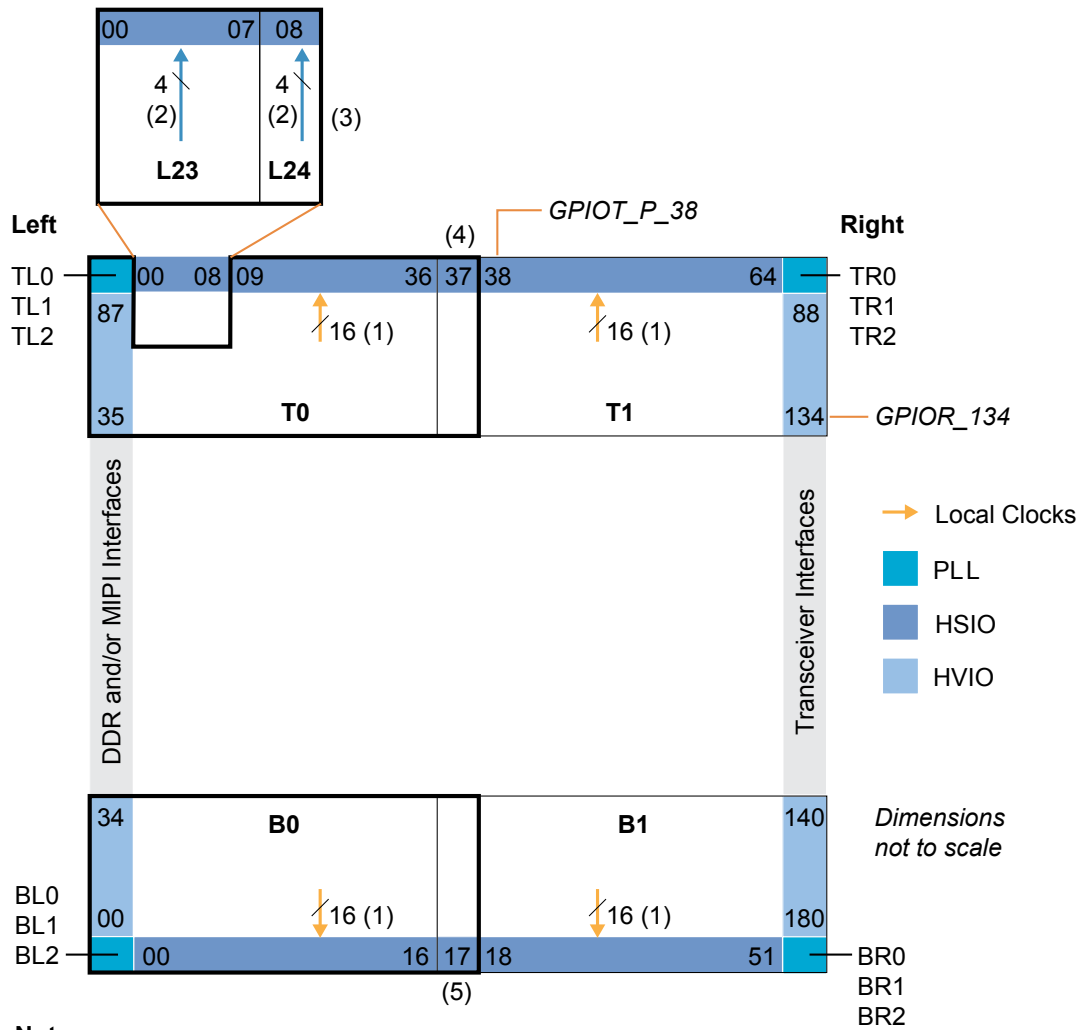 00 07 08
4 4
(2) (2) (3)
L23 L24
GPIOT_P_38
Left (4) Right
TL0 00 08 09 36 37 38 64 TR0
TL1 87 88 TR1
TL2 16 (1) 16 (1) TR2
35 T0 T1 134 GPIOR_134
DDR and/or MIPI Interfaces
Transceiver Interfaces
Local Clocks
PLL
HSIO
HVIO
34 B0 B1 140 Dimensions
not to scale
BL0
BL1 00 16 (1) 16 (1) 180
BL2 00 16 17 18 51 BR0
(5) BR1
BR2